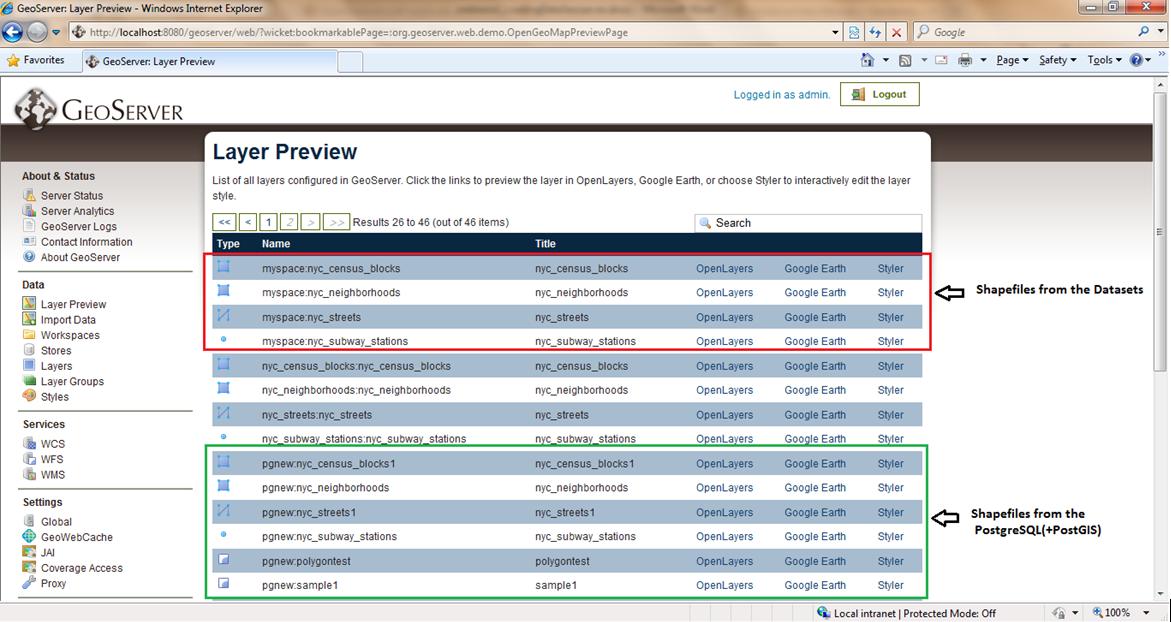 GeoServer: Layer Preview - Windows Internet Explorer
http://localhost:8080/geoserver/web/?wicket:bookmarkablePage=:org.geoserver.web.demo.OpenGeoMapPreviewPage
Google
Favorites
GeoServer: Layer Preview
Page
Safety
Tools
GEOSERVER
Logged in as admin.
Logout
About & Status
Server Status
Server Analytics
GeoServer Logs
Contact Information
About GeoServer
Data
Layer Preview
Import Data
Workspaces
Stores
Layers
Layer Groups
Styles
Services
WCS
WFS
WMS
Settings
Global
GeoWebCache
JAI
Coverage Access
Proxy
Layer Preview
List of all layers configured in GeoServer. Click the links to preview the layer in OpenLayers, Google Earth, or choose Styler to interactively edit the layer
style.
<< < 1 2 > >> Results 26 to 46 (out of 46 items) Search
Type Name Title
myspace:nyc_census_blocks nyc_census_blocks OpenLayers Google Earth Styler
myspace:nyc_neighborhoods nyc_neighborhoods OpenLayers Google Earth Styler
myspace:nyc_streets nyc_streets OpenLayers Google Earth Styler
myspace:nyc_subway_stations nyc_subway_stations OpenLayers Google Earth Styler
nyc_census_blocks:nyc_census_blocks nyc_census_blocks OpenLayers Google Earth Styler
nyc_neighborhoods:nyc_neighborhoods nyc_neighborhoods OpenLayers Google Earth Styler
nyc_streets:nyc_streets nyc_streets OpenLayers Google Earth Styler
nyc_subway_stations:nyc_subway_stations nyc_subway_stations OpenLayers Google Earth Styler
pgnew:nyc_census_blocks1 nyc_census_blocks1 OpenLayers Google Earth Styler
pgnew:nyc_neighborhoods nyc_neighborhoods OpenLayers Google Earth Styler
pgnew:nyc_streets1 nyc_streets1 OpenLayers Google Earth Styler
pgnew:nyc_subway_stations nyc_subway_stations OpenLayers Google Earth Styler
pgnew:polygontest polygontest OpenLayers Google Earth Styler
pgnew:sample1 sample1 OpenLayers Google Earth Styler
Shapefiles from the Datasets
Shapefiles from the
PostgreSQL(+PostGIS)
Local intranet | Protected Mode: Off
100%